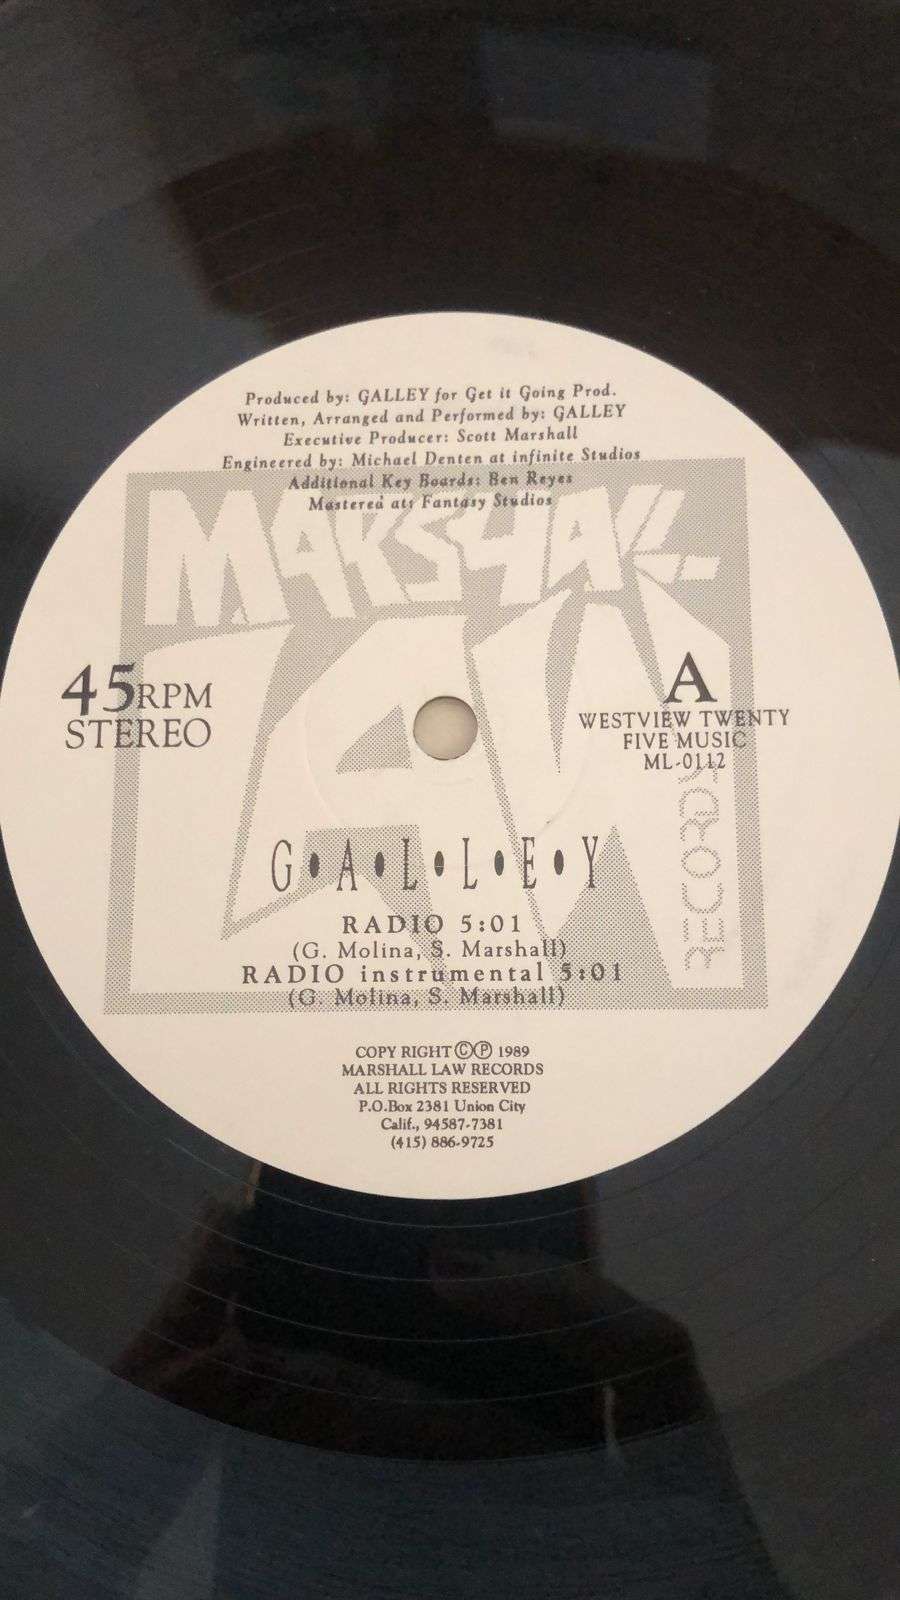 Produced by: GALLEY for Get it Going Prod.
Written, Arranged and Performed by: GALLEY
Executive Producer: Scott Marshall
Engineered by: Michael Denten at infinite Studios
Additional Key Boards: Ben Reyes
Mastered at: Fantasy Studios
MARSHALL
LAW
RECORDS
45 RPM
STEREO
A
WESTVIEW TWENTY
FIVE MUSIC
ML-0112
G•A•L•L•E•Y
RADIO 5:01
(G. Molina, S. Marshall)
RADIO instrumental 5:01
(G. Molina, S. Marshall)
COPY RIGHT ©℗ 1989
MARSHALL LAW RECORDS
ALL RIGHTS RESERVED
P.O.Box 2381 Union City
Calif., 94587-7381
(415) 886-9725